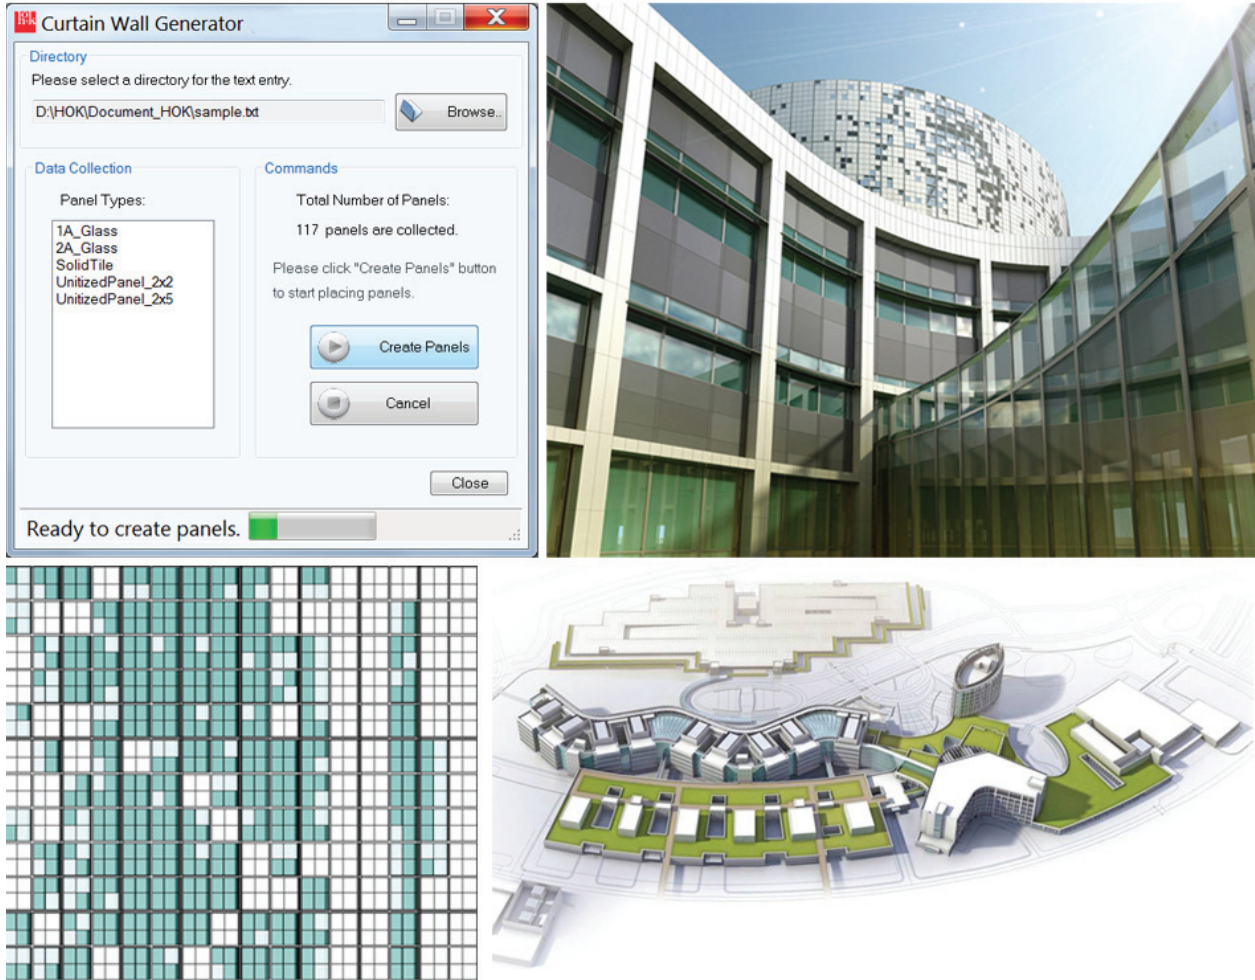 HOK Curtain Wall Generator
Directory
Please select a directory for the text entry.
D:\HOK\Document_HOK\sample.txt
Browse..
Data Collection
Panel Types:
1A_Glass
2A_Glass
SolidTile
UnitizedPanel_2x2
UnitizedPanel_2x5
Commands
Total Number of Panels:
117 panels are collected.
Please click "Create Panels" button
to start placing panels.
Create Panels
Cancel
Close
Ready to create panels.